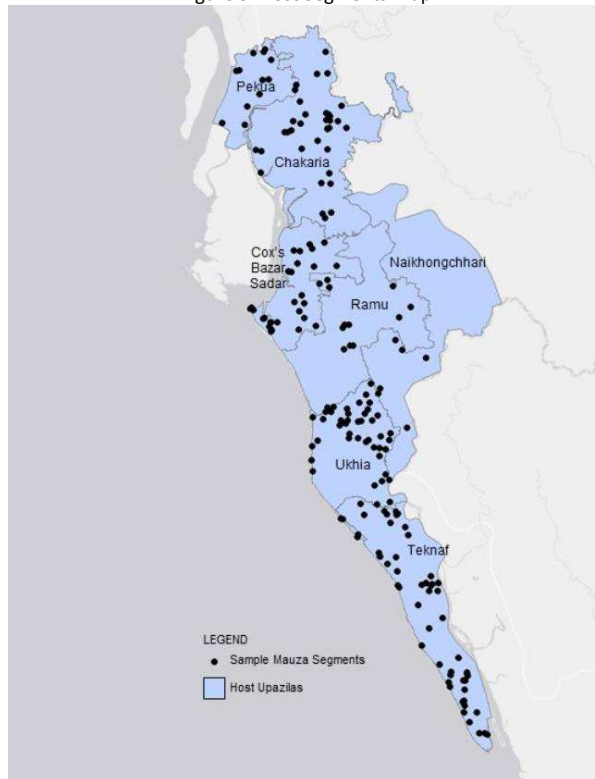 Pekua
Chakaria
Cox's
Bazar
Sadar
Naikhongchhari
Ramu
Ukhia
Teknaf
LEGEND
Sample Mauza Segments
Host Upazilas